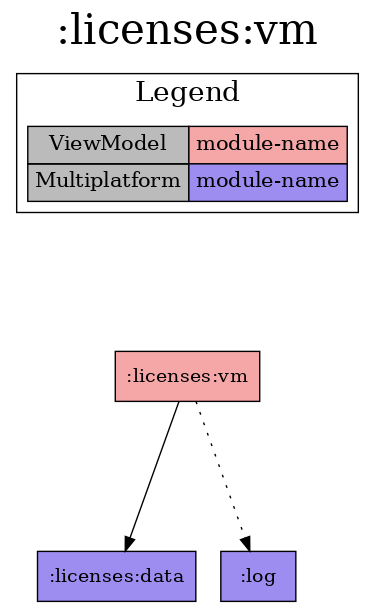 :licenses:vm
Legend
ViewModel module-name
Multiplatform module-name
:licenses:vm
:licenses:data :log